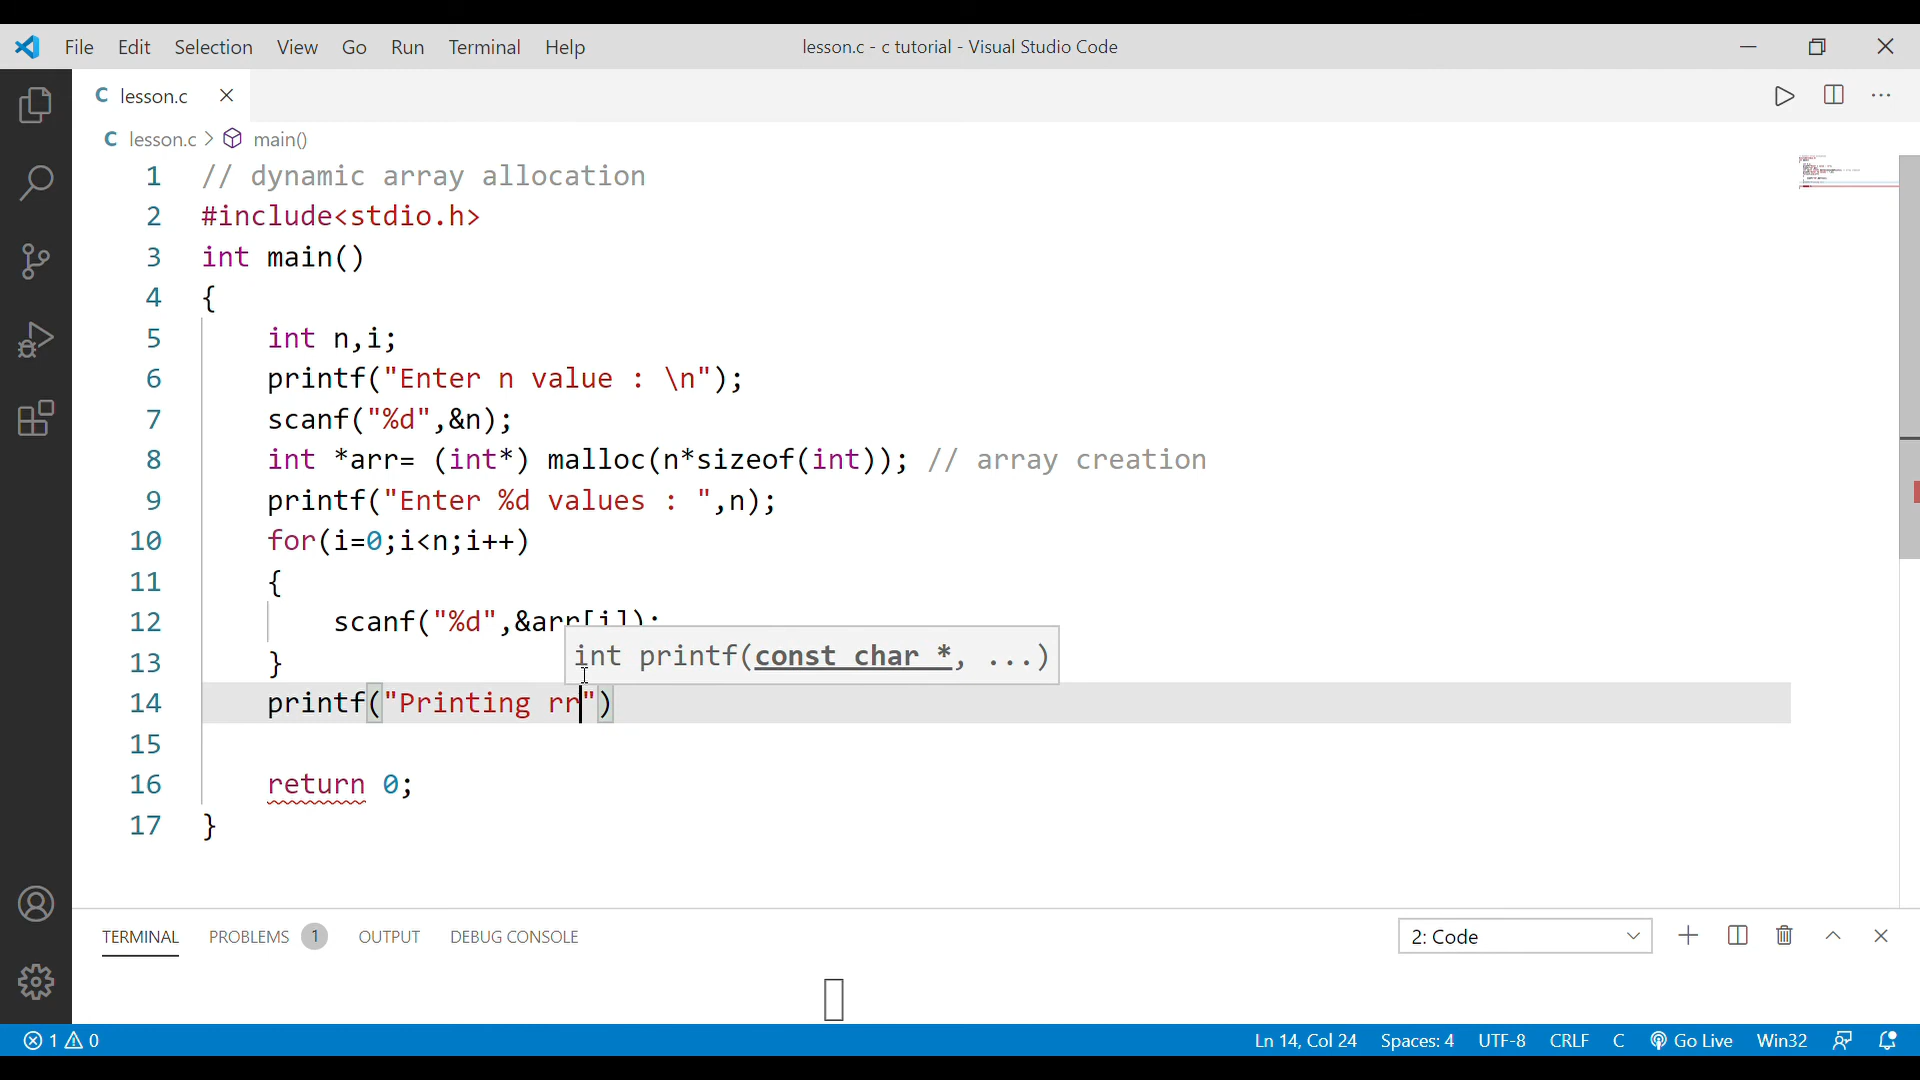 File Edit Selection View Go Run Terminal Help lesson.c - c tutorial - Visual Studio Code
C lesson.c
C lesson.c > main()
1 // dynamic array allocation
2 #include<stdio.h>
3 int main()
4 {
5 int n,i;
6 printf("Enter n value : \n");
7 scanf("%d",&n);
8 int *arr= (int*) malloc(n*sizeof(int)); // array creation
9 printf("Enter %d values : ",n);
10 for(i=0;i<n;i++)
11 {
12 scanf("%d",&arr[i]);
int printf(const char *, ...)
13 }
14 printf("Printing rr")
15
16 return 0;
17 }
TERMINAL PROBLEMS 1 OUTPUT DEBUG CONSOLE 2: Code
1 0 Ln 14, Col 24 Spaces: 4 UTF-8 CRLF C Go Live Win32